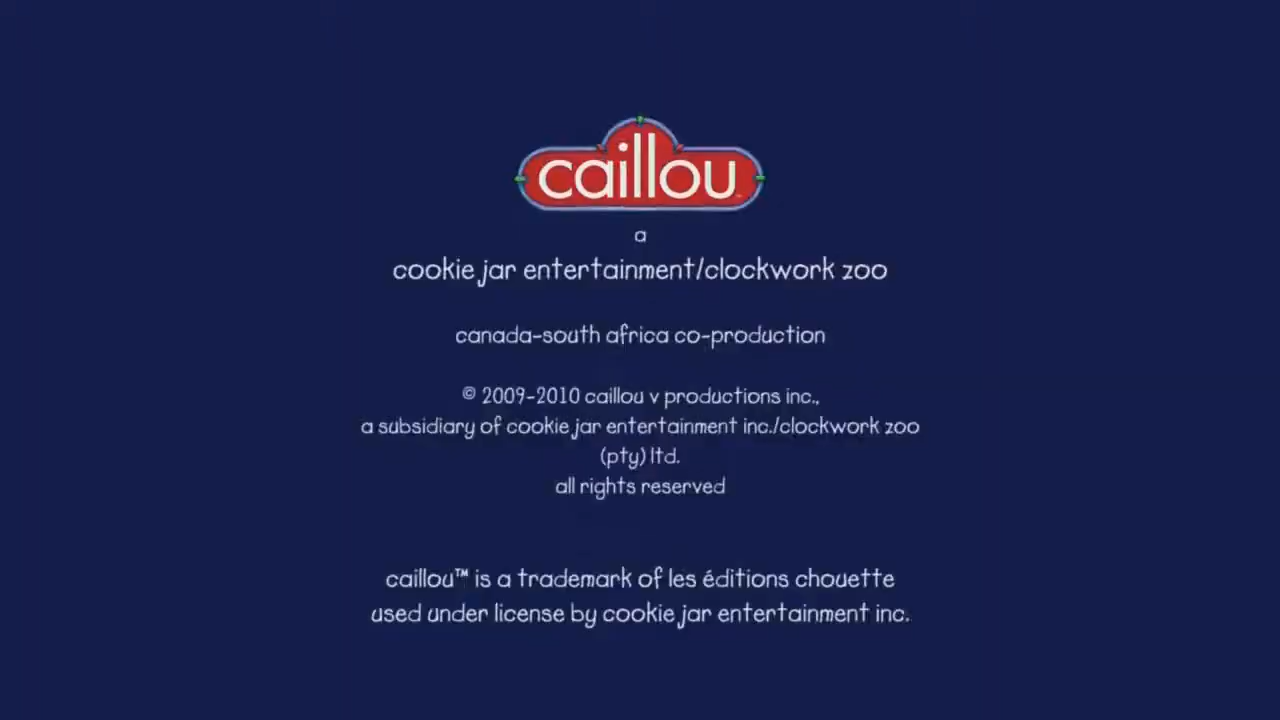 caillou
a
cookie jar entertainment/clockwork zoo
canada-south africa co-production
© 2009-2010 caillou v productions inc.,
a subsidiary of cookie jar entertainment inc./clockwork zoo
(pty) ltd.
all rights reserved
caillou™ is a trademark of les éditions chouette
used under license by cookie jar entertainment inc.